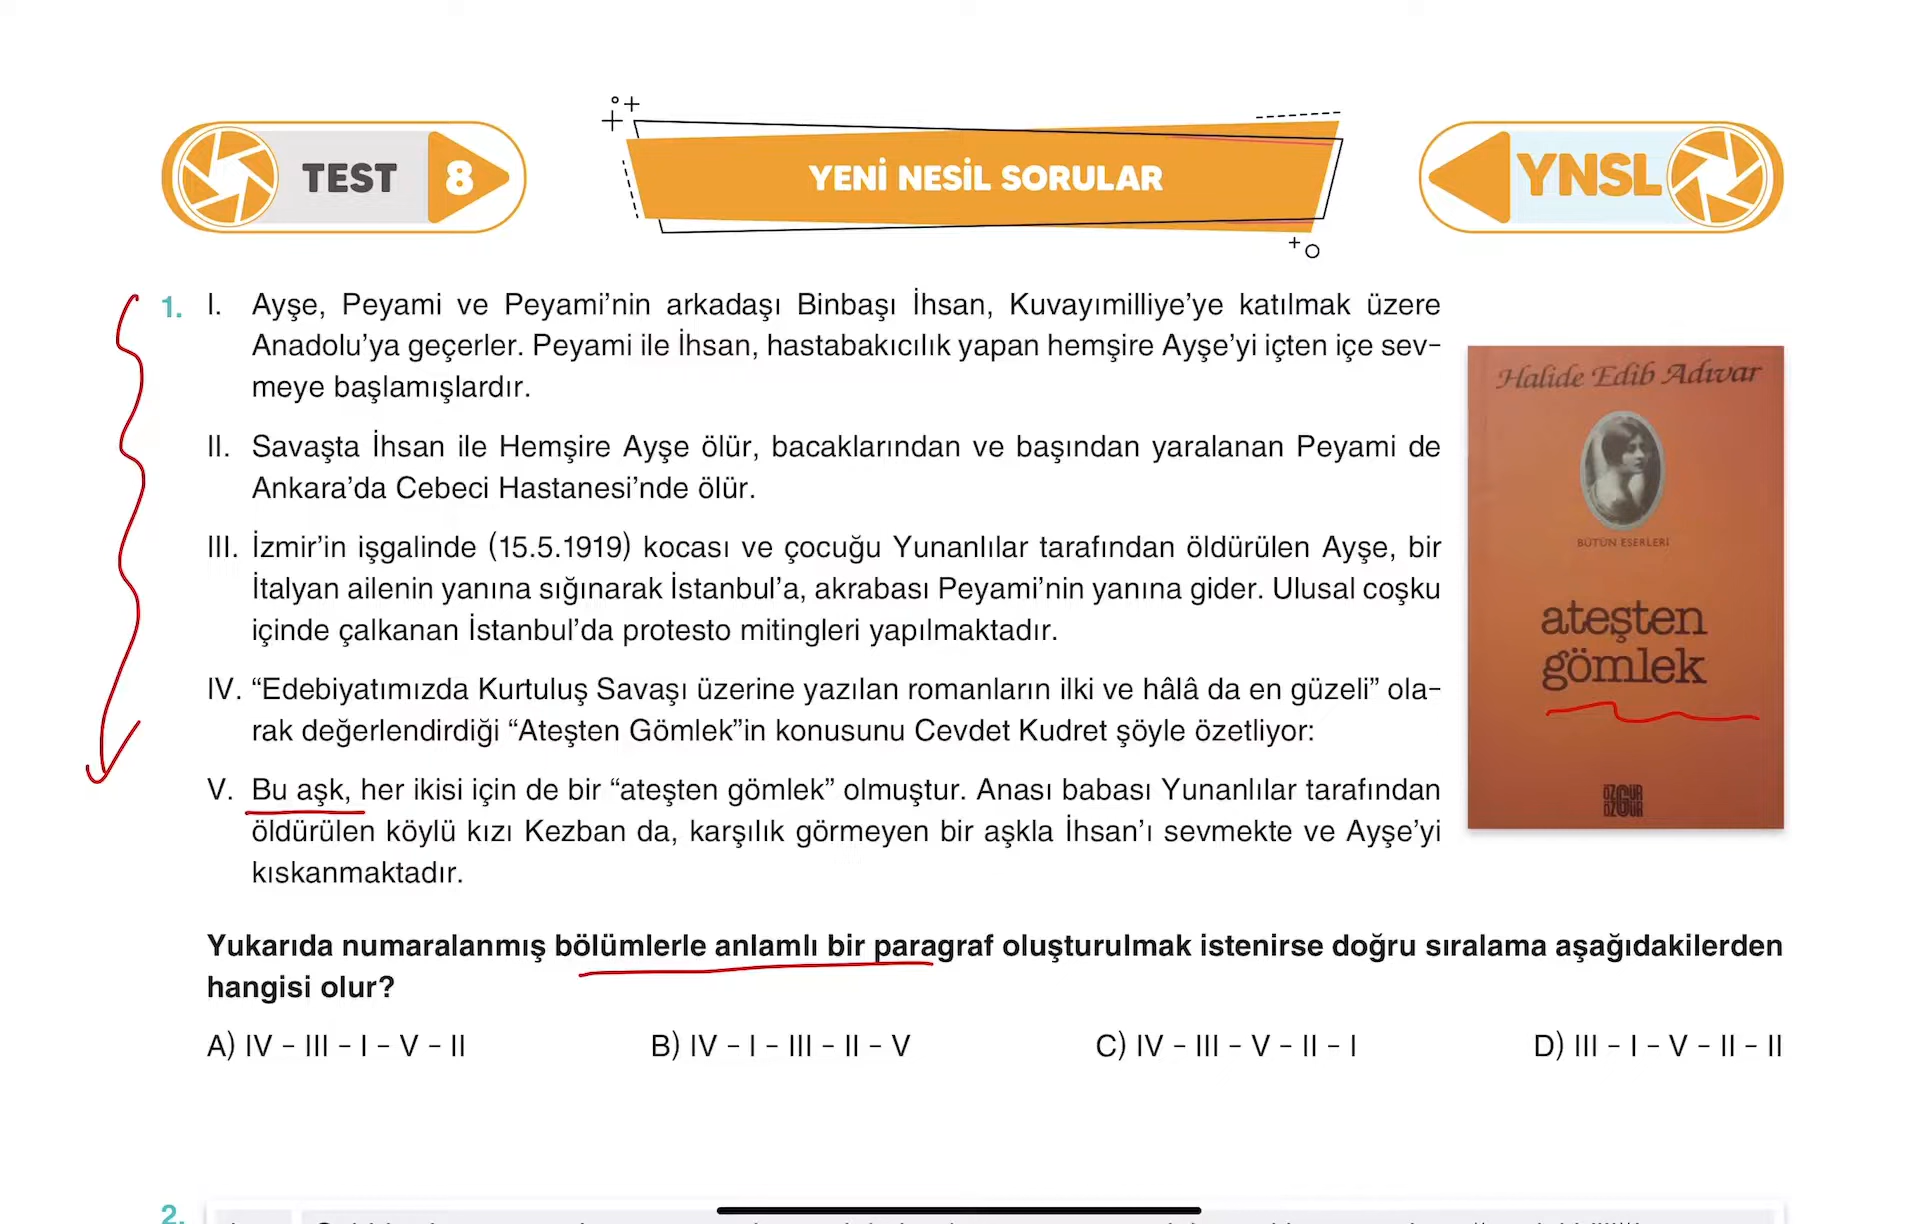 TEST 8
YENİ NESİL SORULAR
YNSL
1. I. Ayşe, Peyami ve Peyami’nin arkadaşı Binbaşı İhsan, Kuvayımilliye’ye katılmak üzere
Anadolu’ya geçerler. Peyami ile İhsan, hastabakıcılık yapan hemşire Ayşe’yi içten içe sev-
meye başlamışlardır.
II. Savaşta İhsan ile Hemşire Ayşe ölür, bacaklarından ve başından yaralanan Peyami de
Ankara’da Cebeci Hastanesi’nde ölür.
III. İzmir’in işgalinde (15.5.1919) kocası ve çocuğu Yunanlılar tarafından öldürülen Ayşe, bir
İtalyan ailenin yanına sığınarak İstanbul’a, akrabası Peyami’nin yanına gider. Ulusal coşku
içinde çalkanan İstanbul’da protesto mitingleri yapılmaktadır.
IV. “Edebiyatımızda Kurtuluş Savaşı üzerine yazılan romanların ilki ve hâlâ da en güzeli” ola-
rak değerlendirdiği “Ateşten Gömlek”in konusunu Cevdet Kudret şöyle özetliyor:
V. Bu aşk, her ikisi için de bir “ateşten gömlek” olmuştur. Anası babası Yunanlılar tarafından
öldürülen köylü kızı Kezban da, karşılık görmeyen bir aşkla İhsan’ı sevmekte ve Ayşe’yi
kıskanmaktadır.
Halide Edib Adıvar
BÜTÜN ESERLERİ
ateşten
gömlek
ÖZGÜR
ÖZGÜR
Yukarıda numaralanmış bölümlerle anlamlı bir paragraf oluşturulmak istenirse doğru sıralama aşağıdakilerden
hangisi olur?
A) IV - III - I - V - II
B) IV - I - III - II - V
C) IV - III - V - II - I
D) III - I - V - II - II
2.